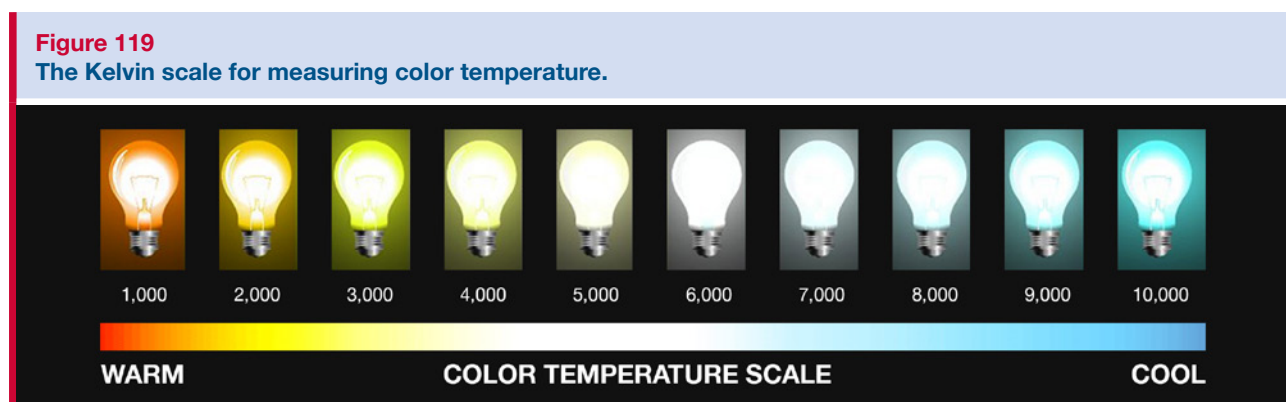 Figure 119
The Kelvin scale for measuring color temperature.
1,000 2,000 3,000 4,000 5,000 6,000 7,000 8,000 9,000 10,000
WARM COLOR TEMPERATURE SCALE COOL